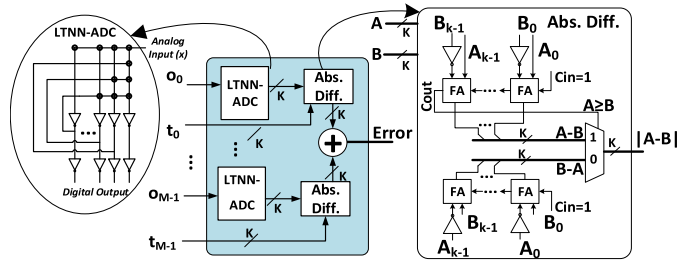 LTNN-ADC
Analog
Input (x)
Digital Output
o0
LTNN-
ADC
K
Abs.
Diff.
t0
K
K
+
Error
K
oM-1
LTNN-
ADC
K
Abs.
Diff.
tM-1
K
A
K
B
K
Abs. Diff.
Bk-1
B0
Ak-1
A0
Cin=1
FA
FA
Cout
A≥B
K
A-B
1
K
|A-B|
K
B-A
0
FA
FA
Cin=1
Bk-1
B0
Ak-1
A0